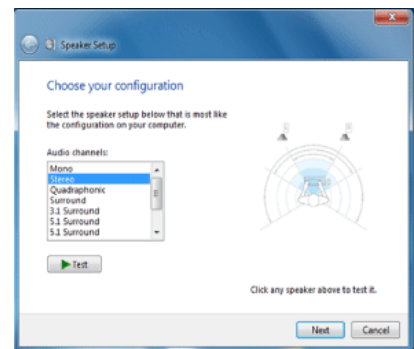 Speaker Setup
Choose your configuration
Select the speaker setup below that is most like
the configuration on your computer.
Audio channels:
Mono
Stereo
Quadraphonic
Surround
3.1 Surround
5.1 Surround
5.1 Surround
Test
Click any speaker above to test it.
Next
Cancel